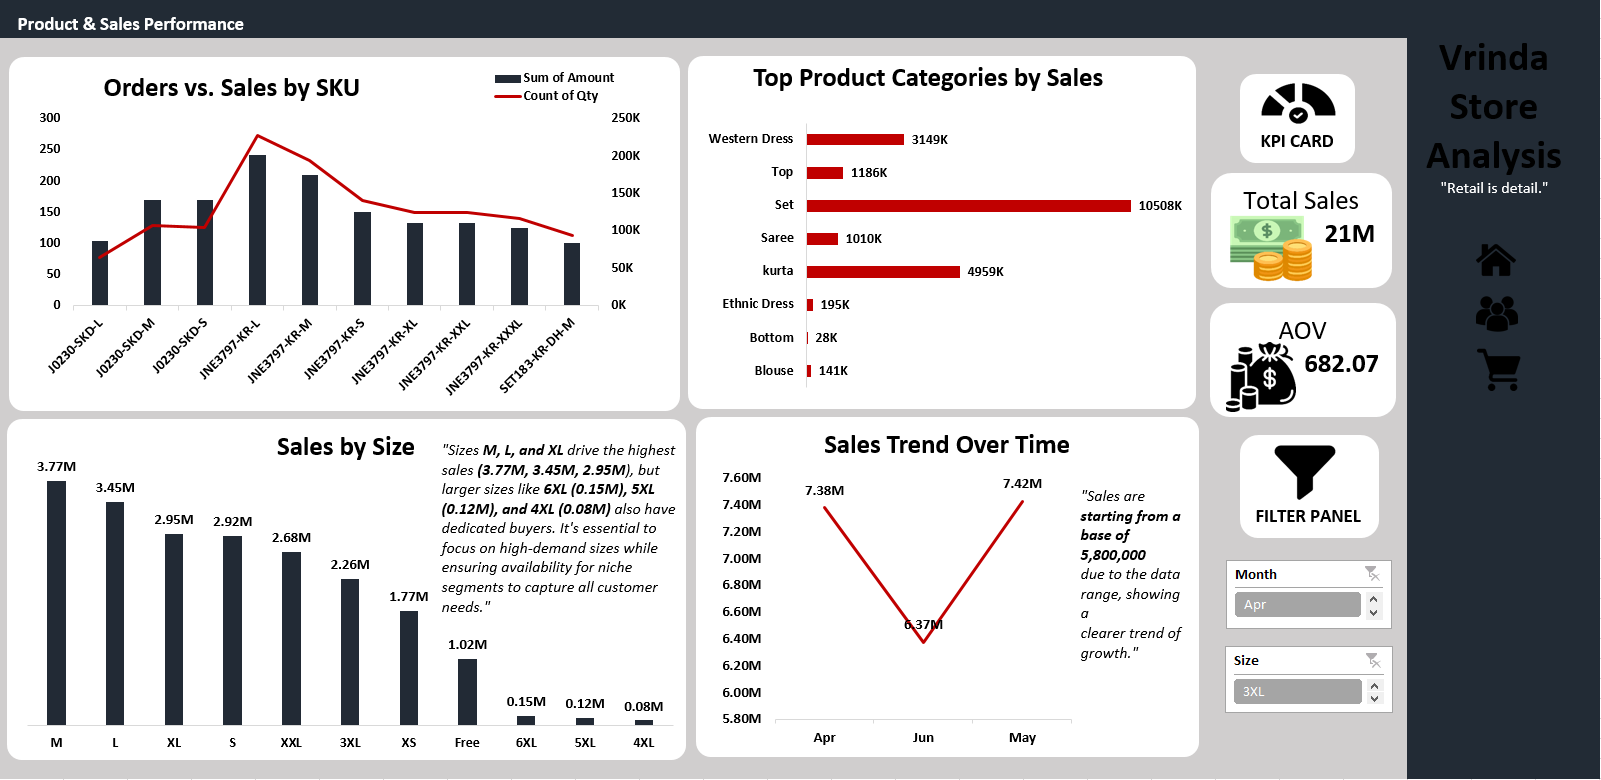 Product & Sales Performance
Orders vs. Sales by SKU
Sum of Amount
Count of Qty
300
250
200
150
100
50
0
250K
200K
150K
100K
50K
0K
J0230-SKD-L
J0230-SKD-M
J0230-SKD-S
JNE3797-KR-L
JNE3797-KR-M
JNE3797-KR-S
JNE3797-KR-XL
JNE3797-KR-XXL
JNE3797-KR-XXXL
SET183-KR-DH-M
Top Product Categories by Sales
Western Dress 3149K
Top 1186K
Set 10508K
Saree 1010K
kurta 4959K
Ethnic Dress 195K
Bottom 28K
Blouse 141K
KPI CARD
Total Sales
21M
AOV
682.07
FILTER PANEL
Month
Apr
Size
3XL
Vrinda
Store
Analysis
"Retail is detail."
Sales by Size
"Sizes M, L, and XL drive the highest
sales (3.77M, 3.45M, 2.95M), but
larger sizes like 6XL (0.15M), 5XL
(0.12M), and 4XL (0.08M) also have
dedicated buyers. It's essential to
focus on high-demand sizes while
ensuring availability for niche
segments to capture all customer
needs."
3.77M
3.45M
2.95M
2.92M
2.68M
2.26M
1.77M
1.02M
0.15M
0.12M
0.08M
M L XL S XXL 3XL XS Free 6XL 5XL 4XL
Sales Trend Over Time
7.60M
7.40M
7.20M
7.00M
6.80M
6.60M
6.40M
6.20M
6.00M
5.80M
7.38M
6.37M
7.42M
Apr Jun May
"Sales are
starting from a
base of
5,800,000
due to the data
range, showing
a
clearer trend of
growth."